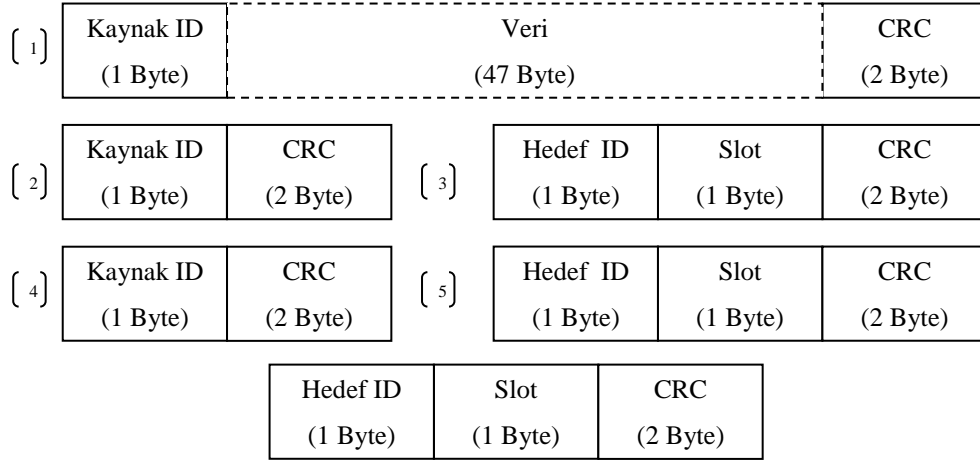 Kaynak ID Veri CRC
[1]
(1 Byte) (47 Byte) (2 Byte)
Kaynak ID CRC Hedef ID Slot CRC
[2] [3]
(1 Byte) (2 Byte) (1 Byte) (1 Byte) (2 Byte)
Kaynak ID CRC Hedef ID Slot CRC
[4] [5]
(1 Byte) (2 Byte) (1 Byte) (1 Byte) (2 Byte)
Hedef ID Slot CRC
(1 Byte) (1 Byte) (2 Byte)